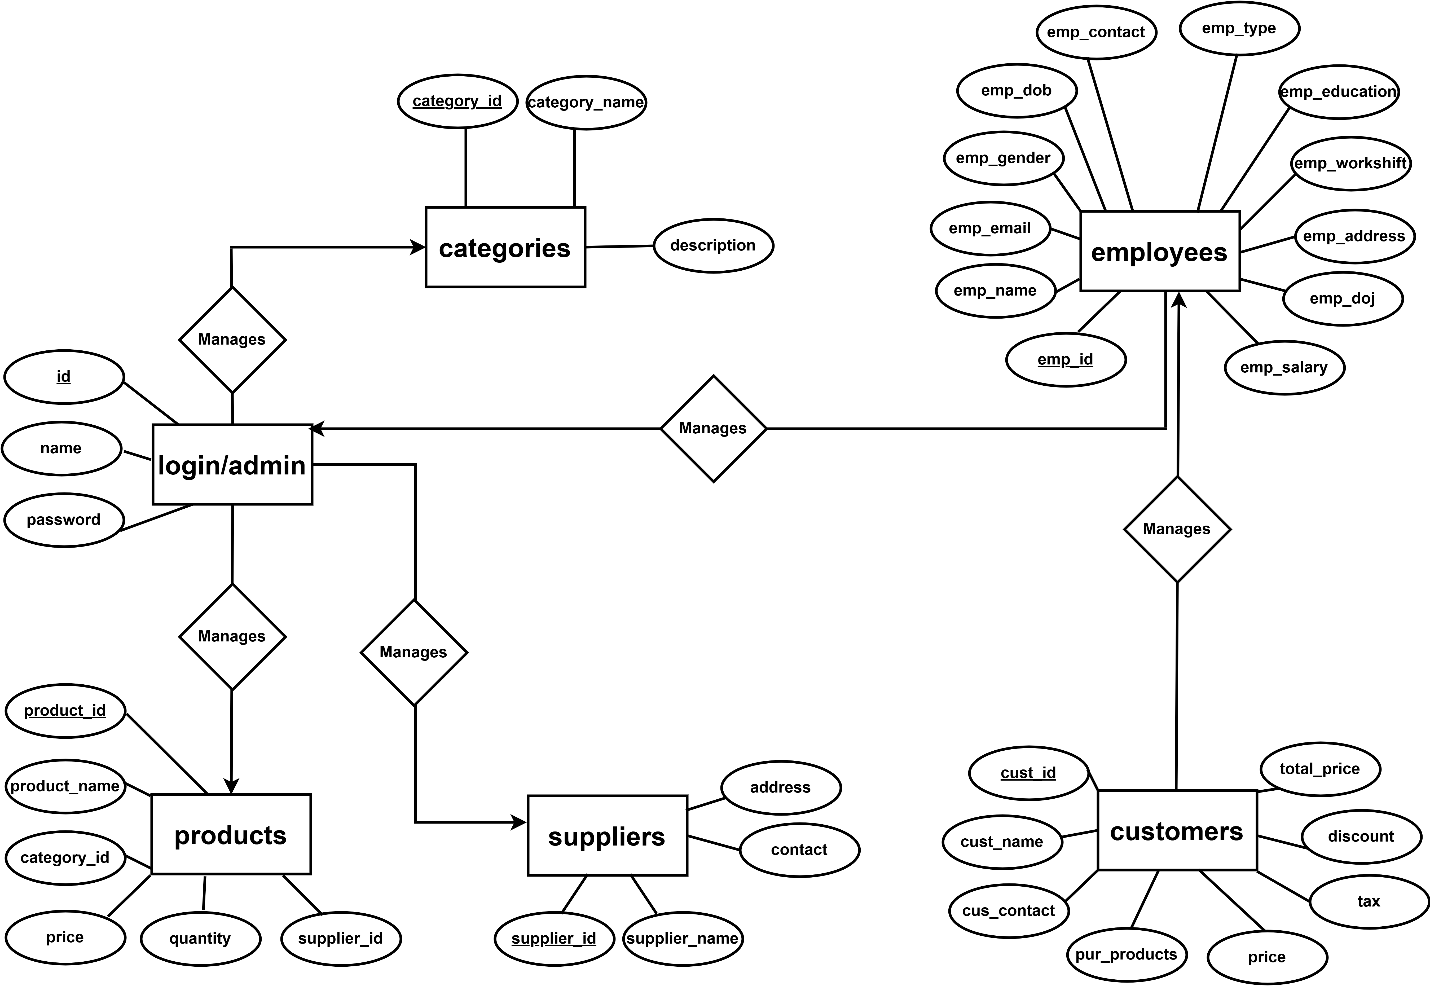 emp_contact
emp_type
emp_dob
emp_education
category_id
category_name
emp_gender
emp_workshift
emp_email
emp_address
categories
description
employees
emp_name
emp_doj
Manages
emp_id
emp_salary
id
Manages
name
login/admin
password
Manages
Manages
Manages
product_id
product_name
cust_id
total_price
address
products
suppliers
customers
discount
category_id
contact
cust_name
cus_contact
tax
price
quantity
supplier_id
supplier_id
supplier_name
pur_products
price